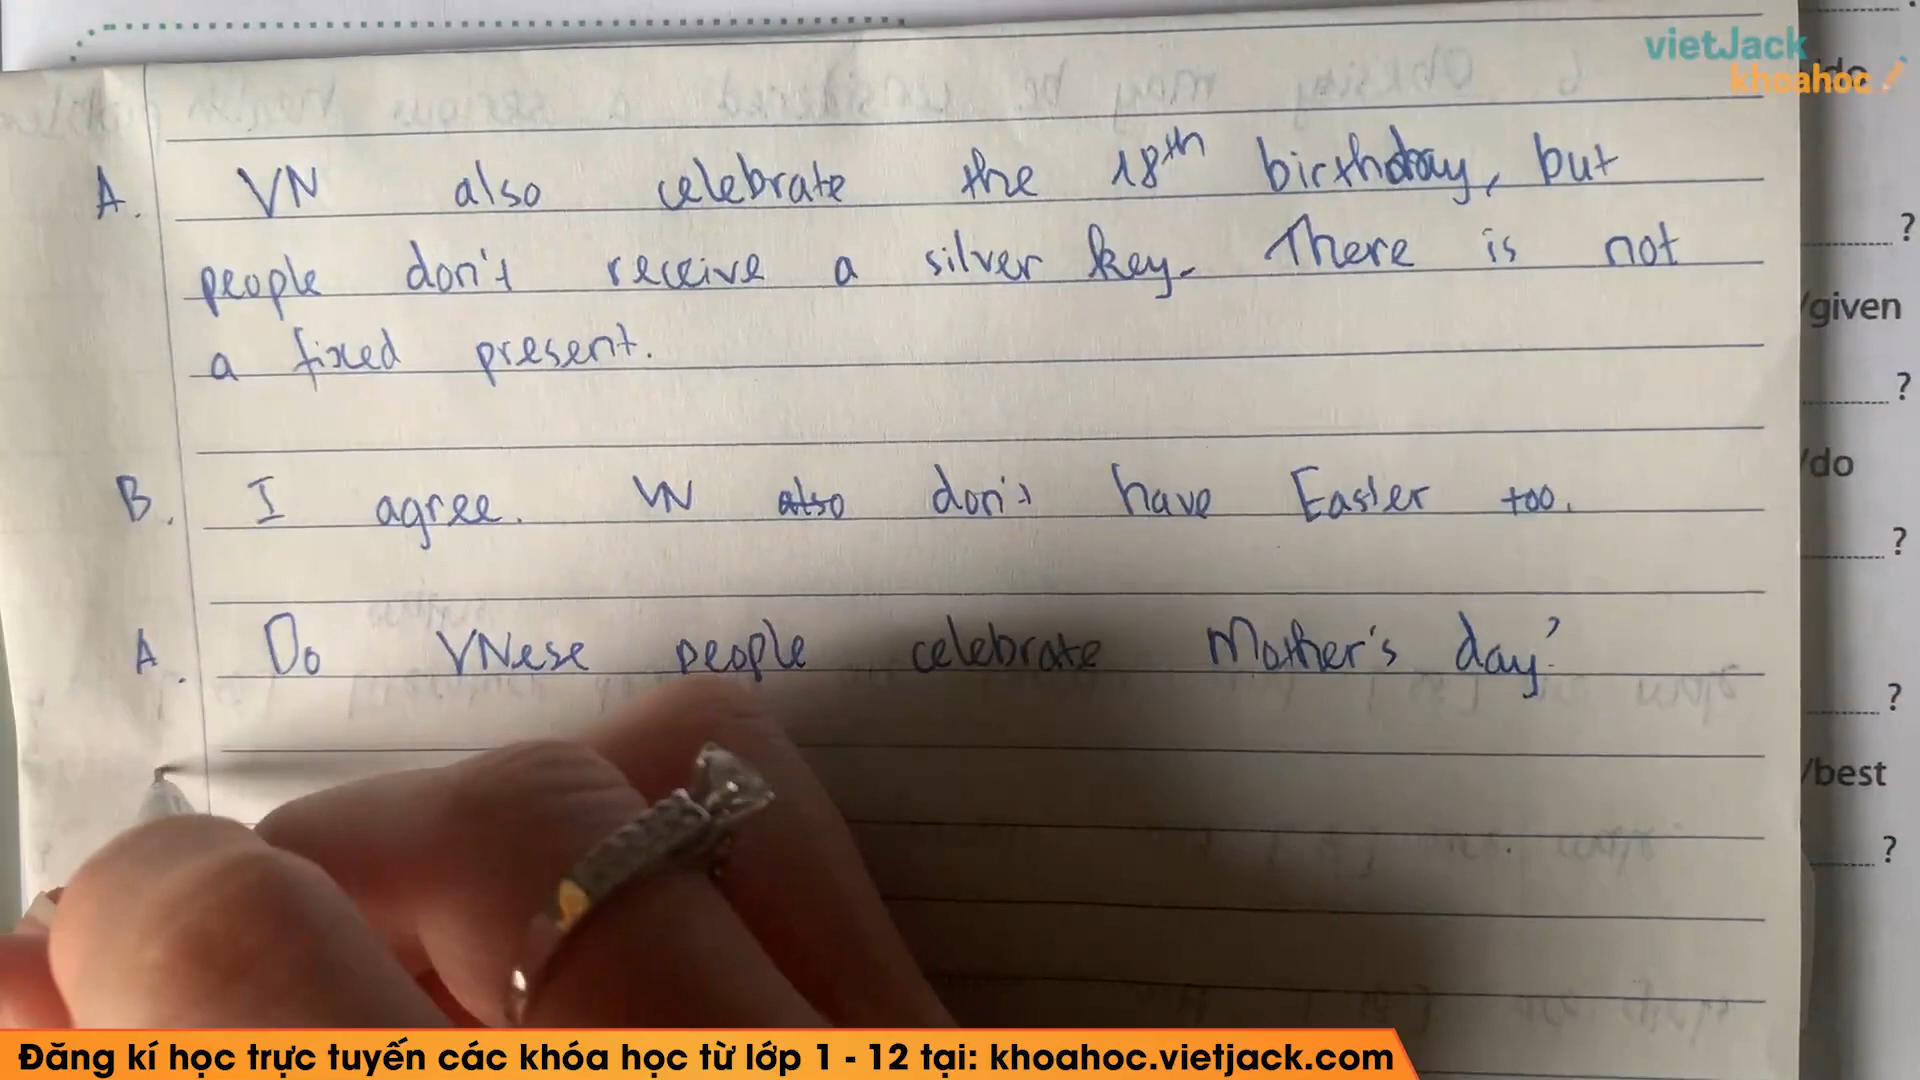 vietJack
khoahoc
A. VN also celebrate the 18th birthday, but
people don't receive a silver key. There is not
a fixed present.
B. I agree. VN also don't have Easter too.
A. Do VNese people celebrate Mother's day?
/do
?
/given
?
/do
?
?
/best
?
Đăng kí học trực tuyến các khóa học từ lớp 1 - 12 tại: khoahoc.vietjack.com